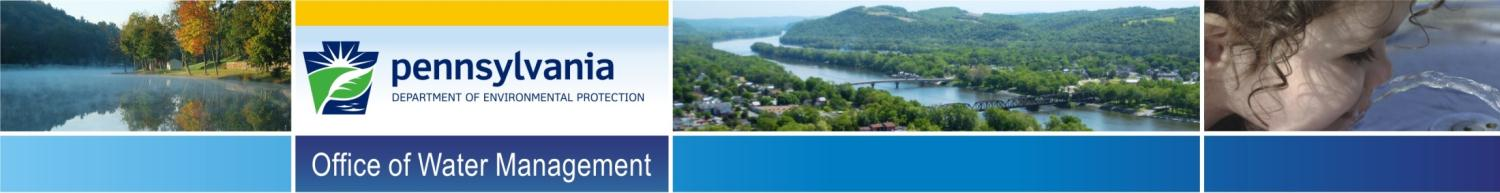 pennsylvania
DEPARTMENT OF ENVIRONMENTAL PROTECTION
Office of Water Management